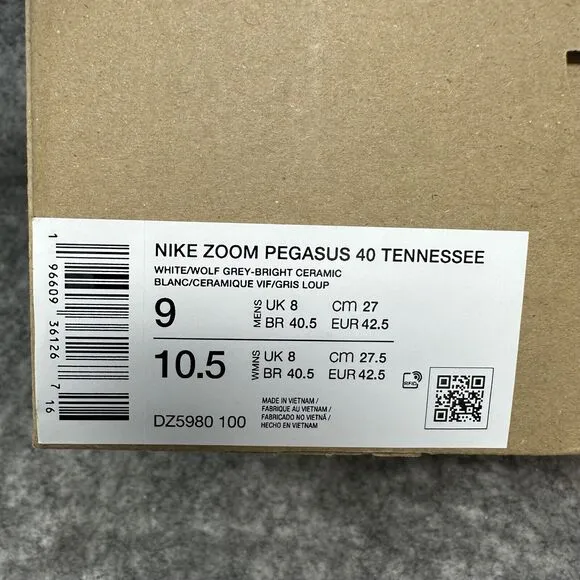 NIKE ZOOM PEGASUS 40 TENNESSEE
WHITE/WOLF GREY-BRIGHT CERAMIC
BLANC/CERAMIQUE VIF/GRIS LOUP
9 MENS UK 8 CM 27
BR 40.5 EUR 42.5
10.5 WMNS UK 8 CM 27.5
BR 40.5 EUR 42.5
RFID
DZ5980 100
MADE IN VIETNAM /
FABRIQUE AU VIETNAM /
FABRICADO NO VIETNÃ /
HECHO EN VIETNAM
1 96609 36126 7 16